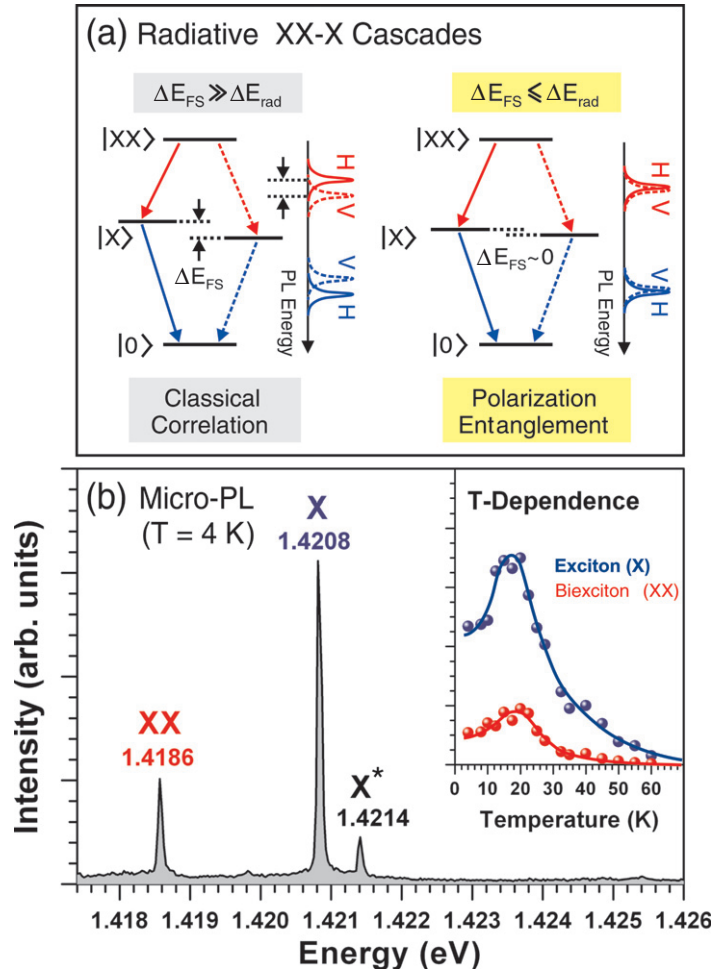 (a) Radiative XX-X Cascades
ΔE_FS ≫ ΔE_rad
ΔE_FS ⩽ ΔE_rad
|XX⟩
H
V
|X⟩
ΔE_FS
V
H
PL Energy
|0⟩
|XX⟩
H
V
|X⟩
ΔE_FS~0
V
H
PL Energy
|0⟩
Classical
Correlation
Polarization
Entanglement
(b) Micro-PL
(T = 4 K)
X
1.4208
XX
1.4186
X*
1.4214
T-Dependence
Exciton (X)
Biexciton (XX)
0 10 20 30 40 50 60
Temperature (K)
Intensity (arb. units)
1.418 1.419 1.420 1.421 1.422 1.423 1.424 1.425 1.426
Energy (eV)